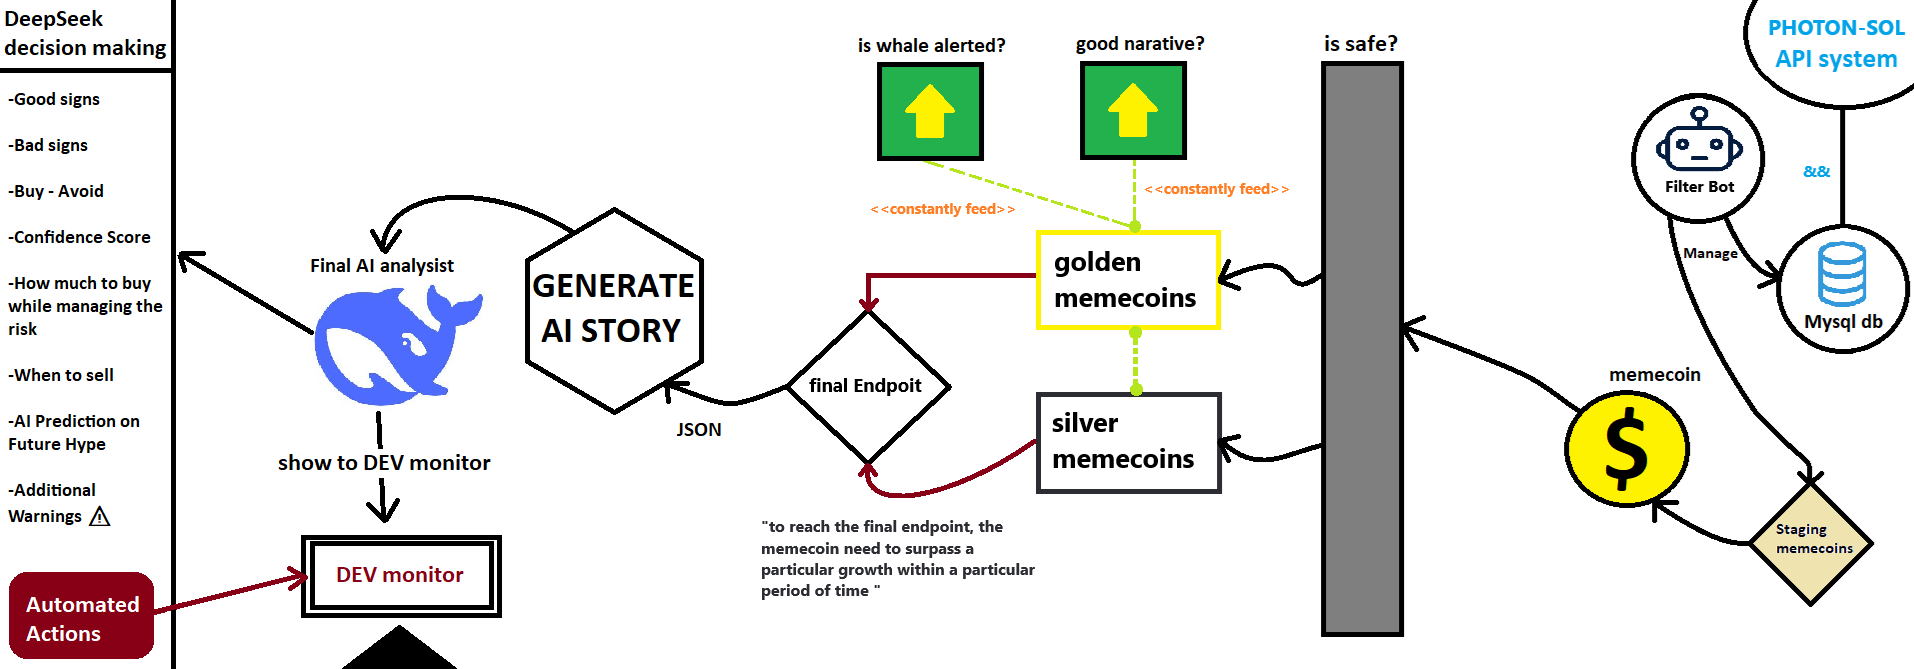 DeepSeek
decision making
-Good signs
-Bad signs
-Buy - Avoid
-Confidence Score
-How much to buy
while managing the
risk
-When to sell
-AI Prediction on
Future Hype
-Additional
Warnings ⚠
Automated
Actions
Final AI analysist
show to DEV monitor
DEV monitor
GENERATE
AI STORY
JSON
final Endpoit
"to reach the final endpoint, the
memecoin need to surpass a
particular growth within a particular
period of time "
is whale alerted?
good narative?
<<constantly feed>>
<<constantly feed>>
golden
memecoins
silver
memecoins
is safe?
memecoin
$
Filter Bot
Manage
PHOTON-SOL
API system
&&
Mysql db
Staging
memecoins